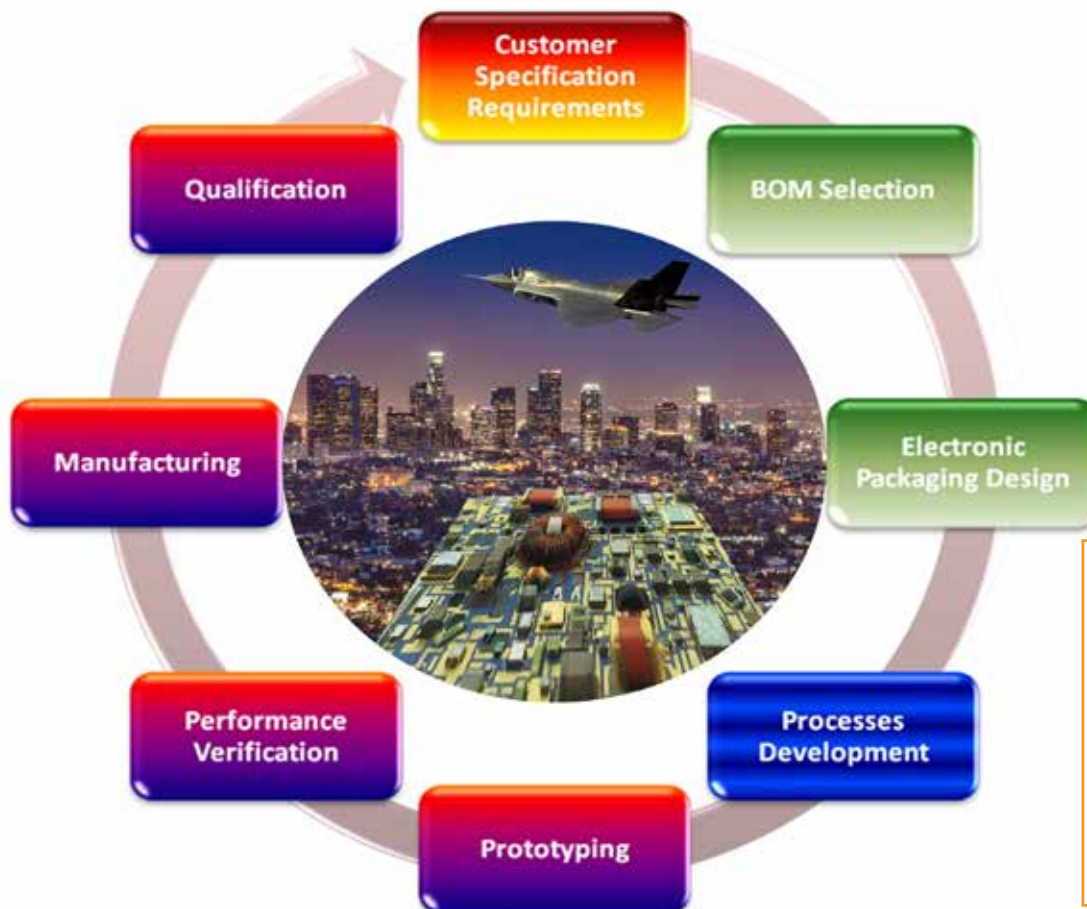 Customer
Specification
Requirements
BOM Selection
Electronic
Packaging Design
Processes
Development
Prototyping
Performance
Verification
Manufacturing
Qualification